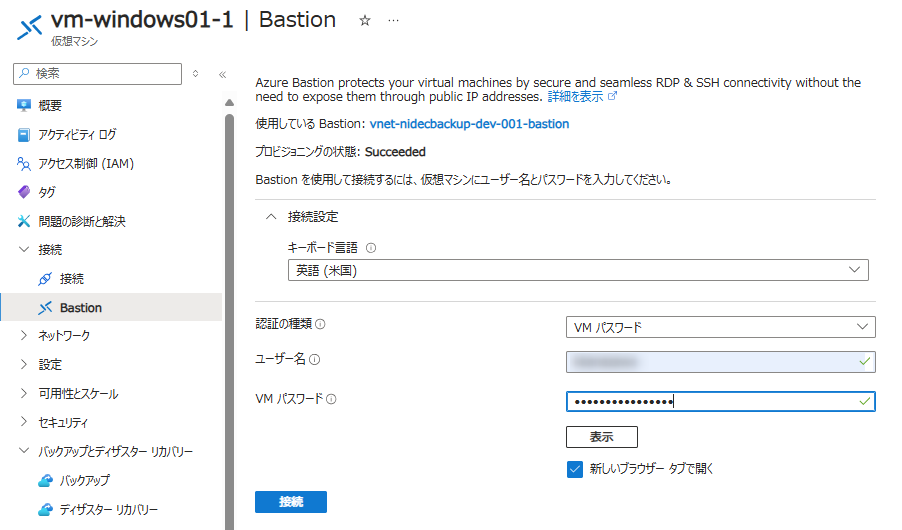 vm-windows01-1 | Bastion ☆ …
仮想マシン
検索
概要
アクティビティ ログ
アクセス制御 (IAM)
タグ
問題の診断と解決
接続
接続
Bastion
ネットワーク
設定
可用性とスケール
セキュリティ
バックアップとディザスター リカバリー
バックアップ
ディザスター リカバリー
Azure Bastion protects your virtual machines by secure and seamless RDP & SSH connectivity without the
need to expose them through public IP addresses. 詳細を表示
使用している Bastion: vnet-nidecbackup-dev-001-bastion
プロビジョニングの状態: Succeeded
Bastion を使用して接続するには、仮想マシンにユーザー名とパスワードを入力してください。
接続設定
キーボード言語
英語 (米国)
認証の種類
VM パスワード
ユーザー名
VM パスワード
••••••••••••••••
表示
新しいブラウザー タブで開く
接続